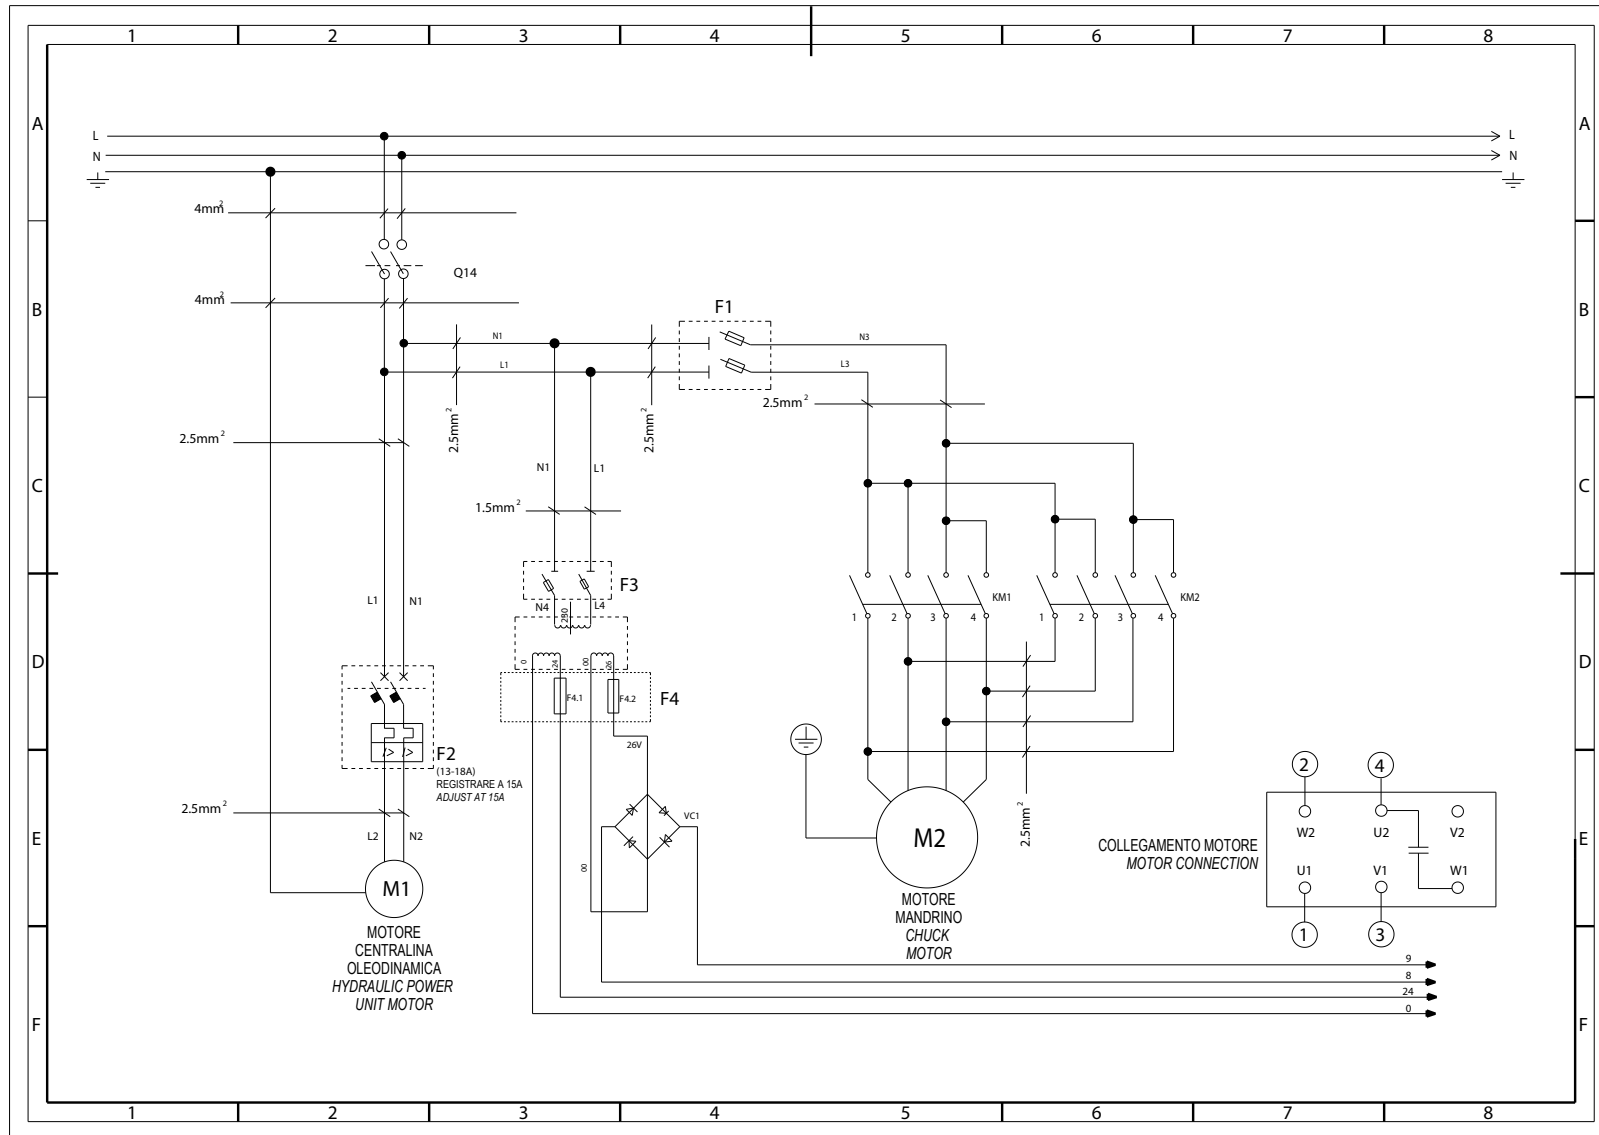 1 2 3 4 5 6 7 8
A A
L L
N N
4mm²
Q14
4mm²
B B
F1
N1 N3
L1 L3
2.5mm²
2.5mm²
2.5mm²
2.5mm²
N1 L1
C C
1.5mm²
F3
L1 N1
N4 L4
230
KM1 KM2
1 2 3 4 1 2 3 4
D D
0 24 00 26
F4.1 F4.2 F4
26V
F2
(13-18A)
REGISTRARE A 15A
ADJUST AT 15A
2.5mm²
2.5mm²
VC1
2 4
W2 U2 V2
E E
L2 N2
M2
COLLEGAMENTO MOTORE
MOTOR CONNECTION
U1 V1 W1
00
M1
1 3
MOTORE
MANDRINO
CHUCK
MOTOR
MOTORE
CENTRALINA
OLEODINAMICA
HYDRAULIC POWER
UNIT MOTOR
9
8
24
0
F F
1 2 3 4 5 6 7 8